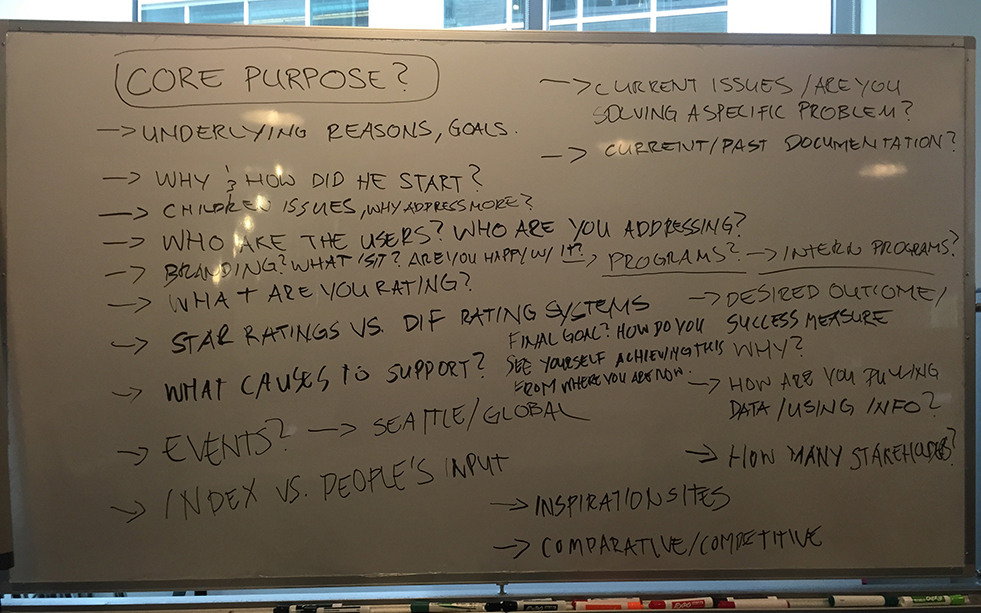 CORE PURPOSE?
→ UNDERLYING REASONS, GOALS.
→ WHY & HOW DID HE START?
→ CHILDREN ISSUES, WHY ADDRESS MORE?
→ WHO ARE THE USERS? WHO ARE YOU ADDRESSING?
→ BRANDING? WHAT IS IT? ARE YOU HAPPY W/ IT? → PROGRAMS? → INTERN PROGRAMS?
→ WHAT ARE YOU RATING?
→ STAR RATINGS VS. DIF RATING SYSTEMS
→ WHAT CAUSES TO SUPPORT?
FINAL GOAL? HOW DO YOU
SEE YOURSELF ACHIEVING THIS
FROM WHERE YOU ARE NOW.
→ EVENTS? → SEATTLE/GLOBAL
→ INDEX VS. PEOPLE'S INPUT
→ CURRENT ISSUES / ARE YOU
SOLVING A SPECIFIC PROBLEM?
→ CURRENT/PAST DOCUMENTATION?
→ DESIRED OUTCOME/
SUCCESS MEASURE
WHY?
→ HOW ARE YOU PULLING
DATA / USING INFO?
→ HOW MANY STAKEHOLDERS?
→ INSPIRATION SITES
→ COMPARATIVE/COMPETITIVE